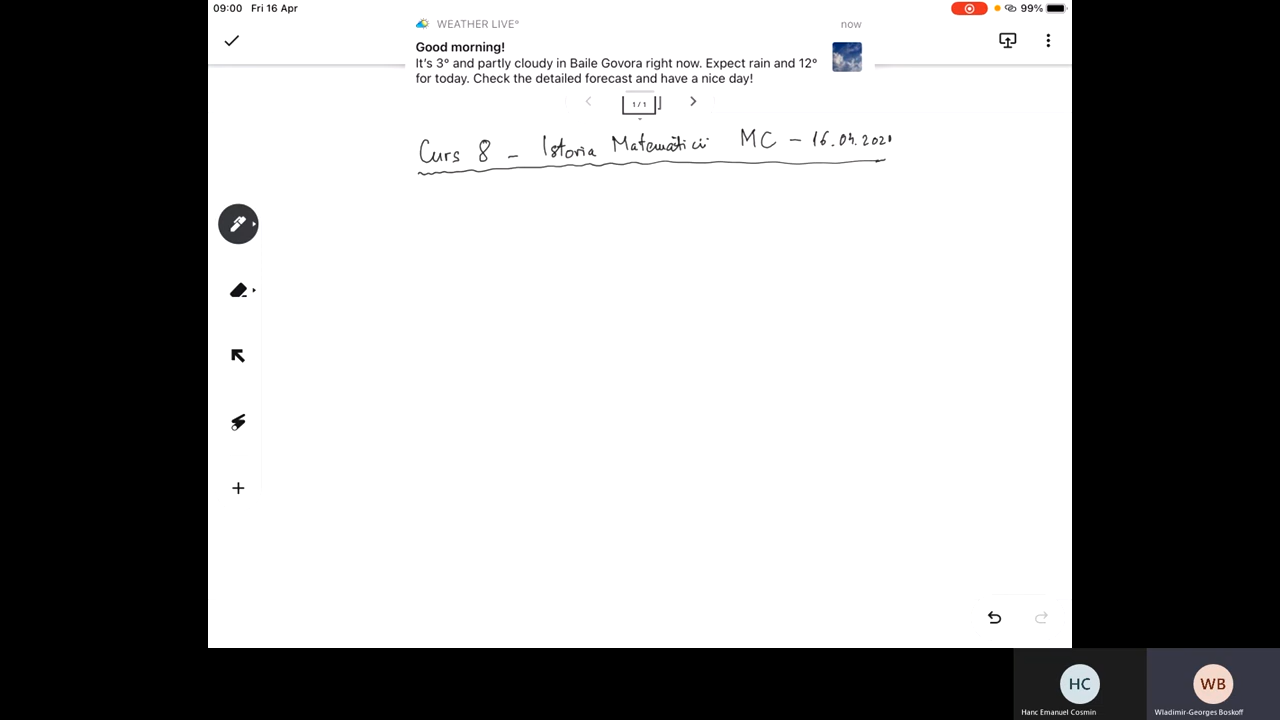 09:00 Fri 16 Apr
99%
WEATHER LIVE°
now
Good morning!
It's 3° and partly cloudy in Baile Govora right now. Expect rain and 12°
for today. Check the detailed forecast and have a nice day!
1 / 1
Curs 8 - Istoria Matematicii MC - 16.04.2021
HC
WB
Hanc Emanuel Cosmin
Wladimir-Georges Boskoff